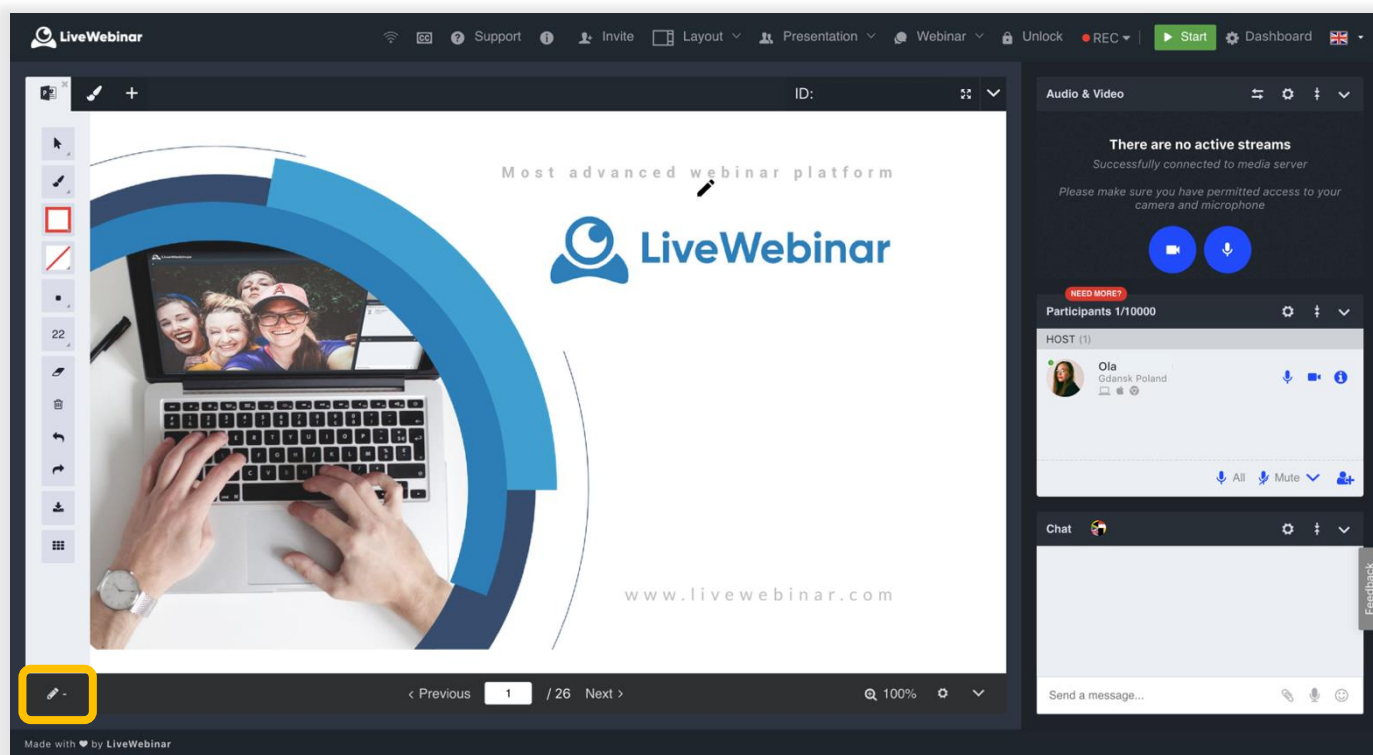 LiveWebinar
CC
Support
Invite
Layout
Presentation
Webinar
Unlock
REC
Start
Dashboard
ID:
22
Most advanced webinar platform
LiveWebinar
www.livewebinar.com
- 
< Previous 1 / 26 Next >
100%
Audio & Video
There are no active streams
Successfully connected to media server
Please make sure you have permitted access to your
camera and microphone
NEED MORE?
Participants 1/10000
HOST (1)
Ola
Gdansk Poland
All
Mute
Chat
Feedback
Send a message...
Made with ♥ by LiveWebinar